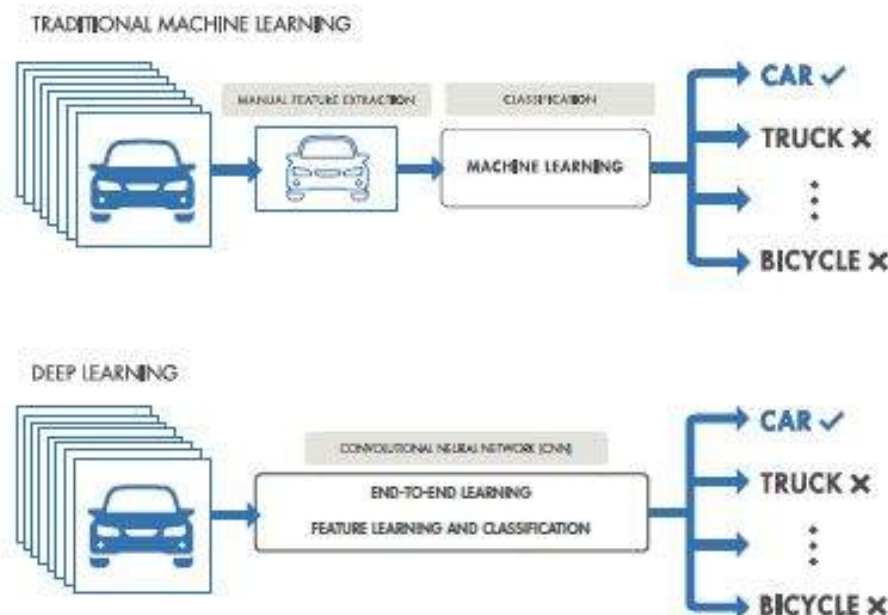 TRADITIONAL MACHINE LEARNING
MANUAL FEATURE EXTRACTION
CLASSIFICATION
MACHINE LEARNING
CAR ✓
TRUCK ✕
⋮
BICYCLE ✕
DEEP LEARNING
CONVOLUTIONAL NEURAL NETWORK (CNN)
END-TO-END LEARNING
FEATURE LEARNING AND CLASSIFICATION
CAR ✓
TRUCK ✕
⋮
BICYCLE ✕